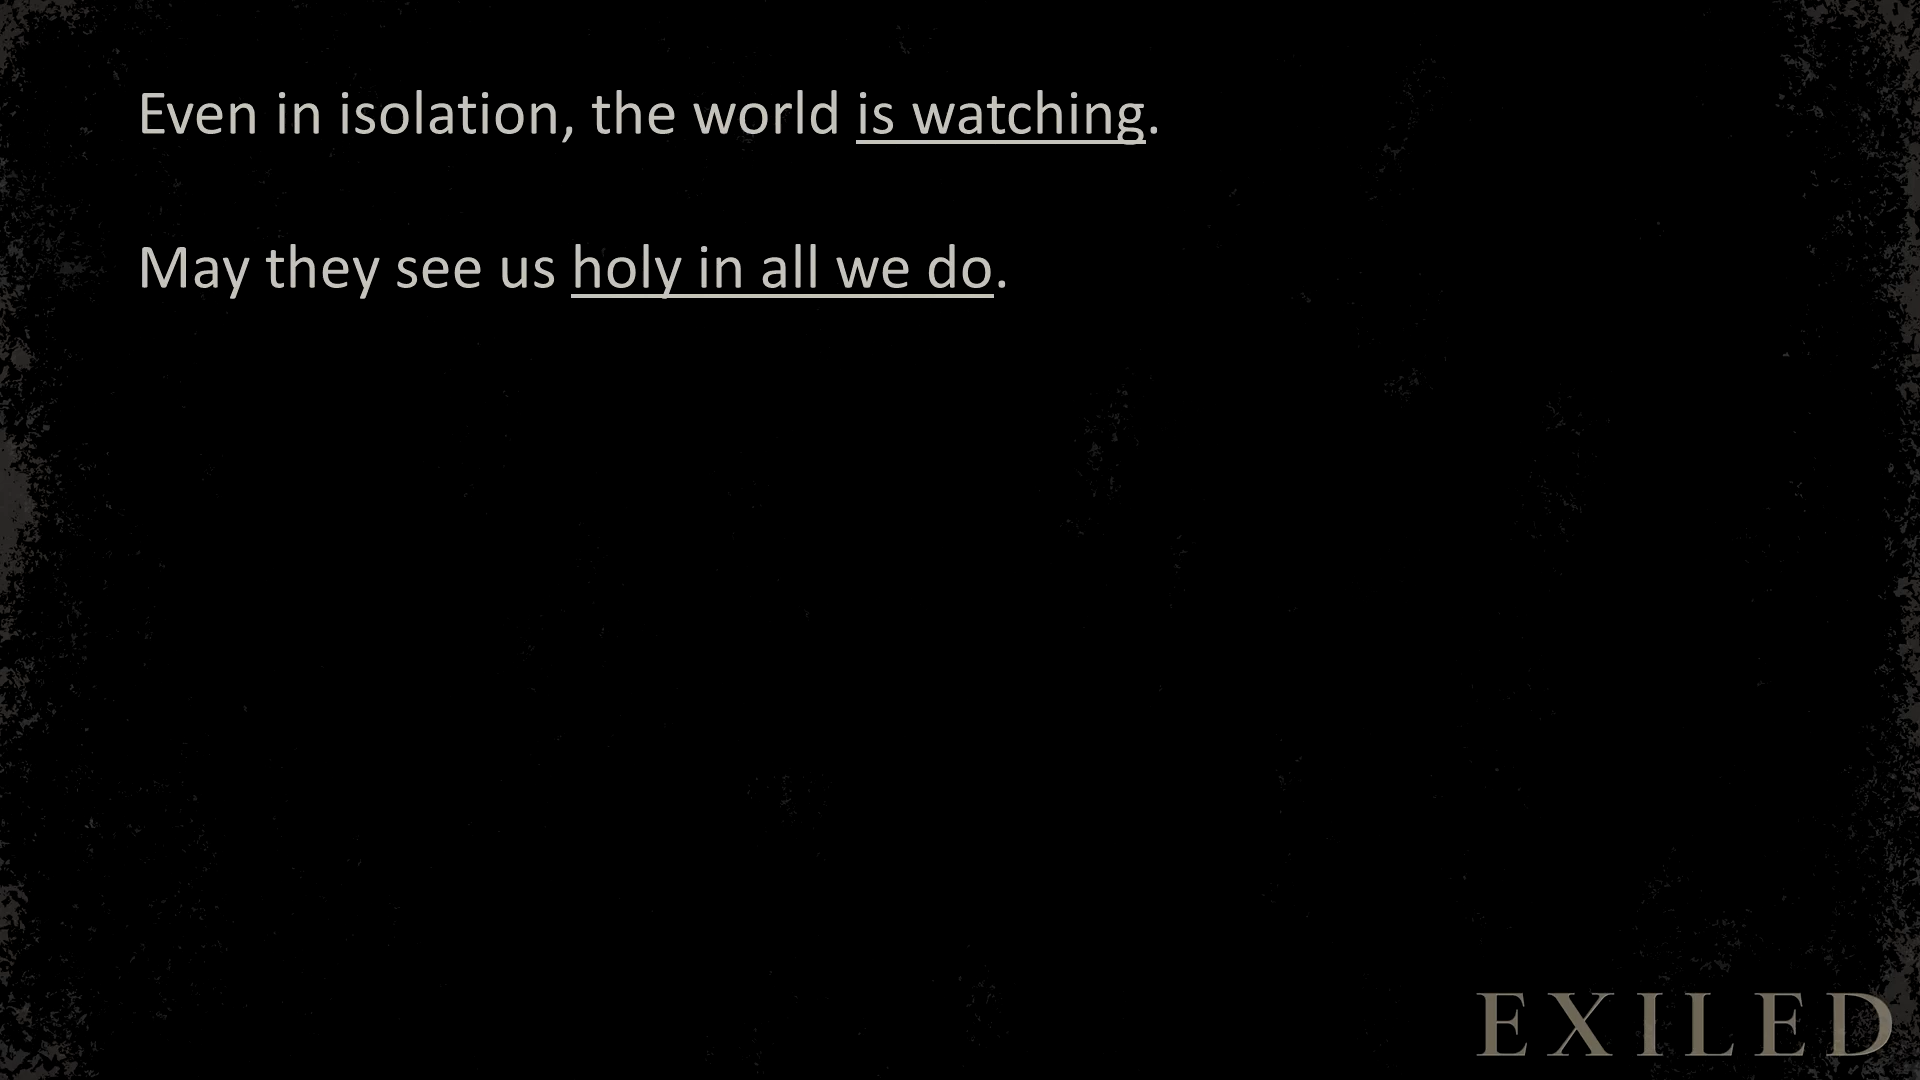 Even in isolation, the world is watching.
May they see us holy in all we do.
EXILED